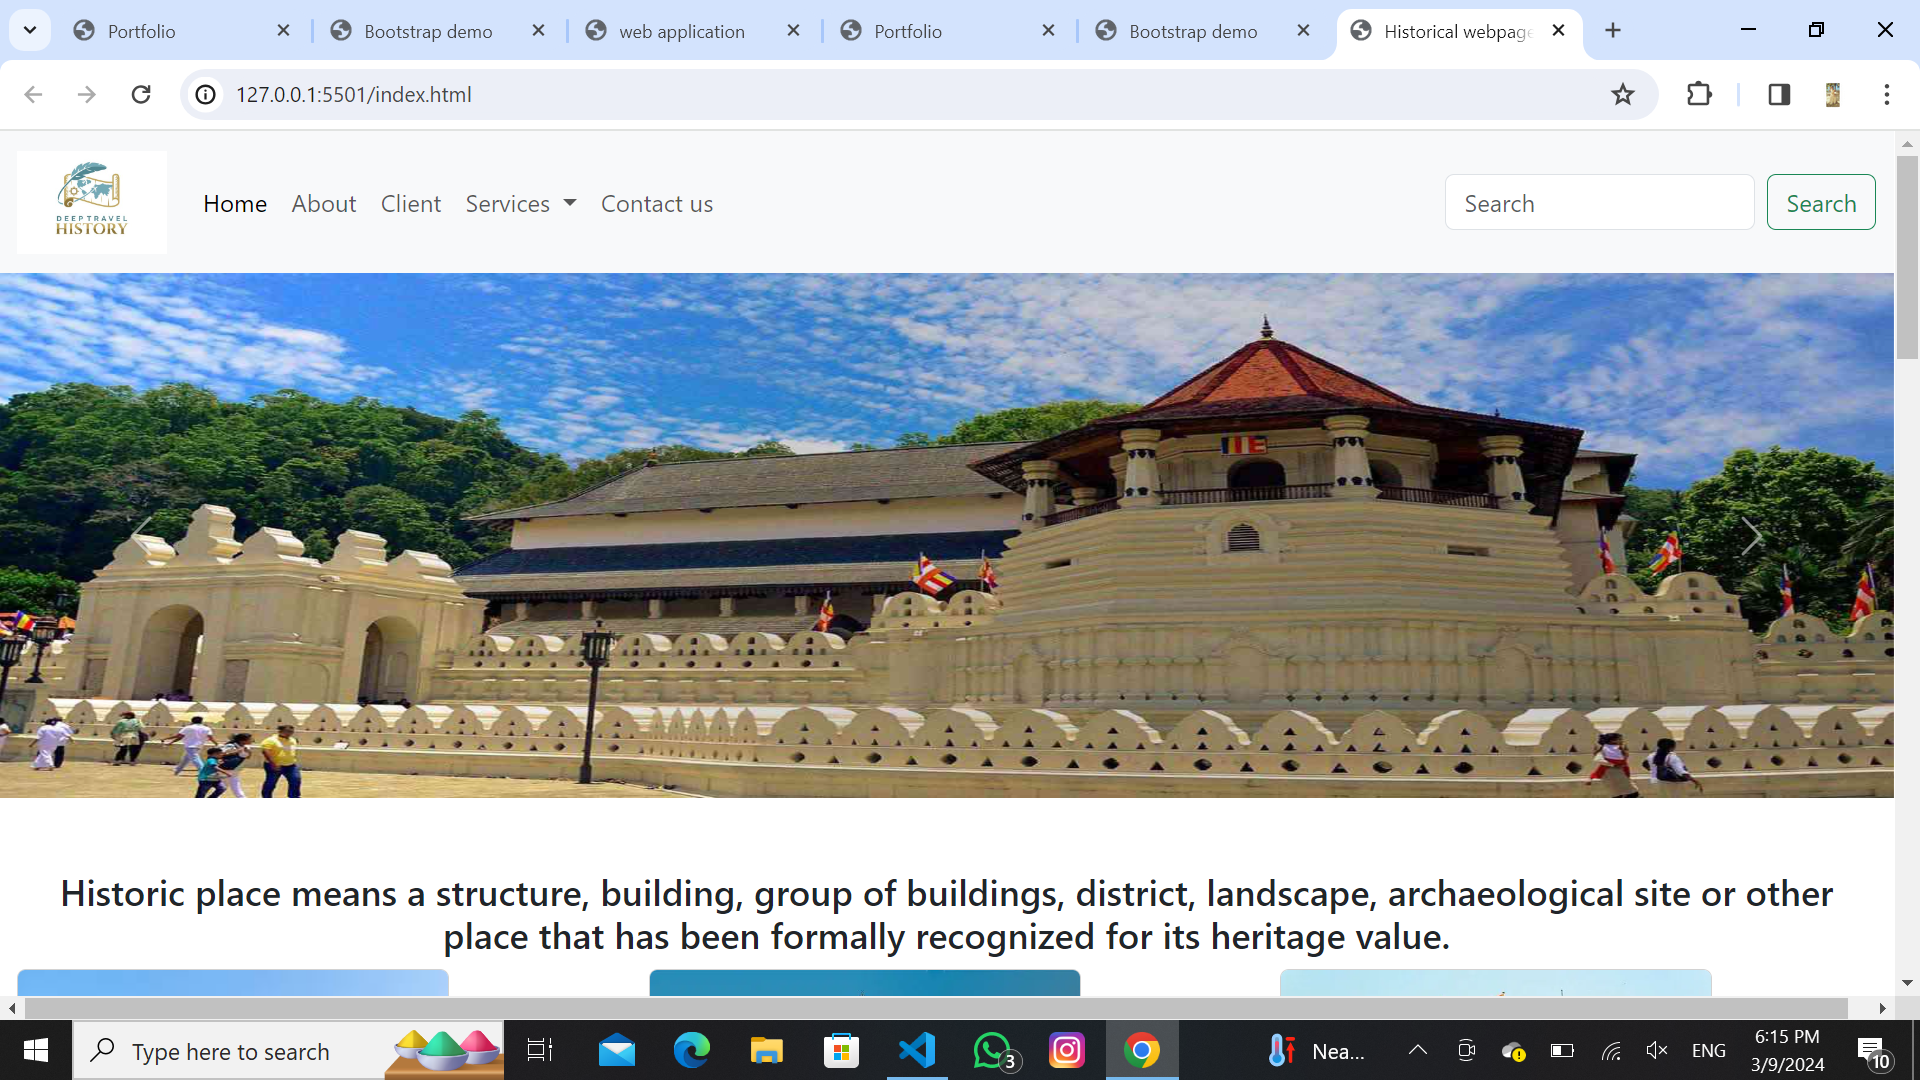 Portfolio
Bootstrap demo
web application
Portfolio
Bootstrap demo
Historical webpage
127.0.0.1:5501/index.html
DEEP TRAVEL
HISTORY
Home
About
Client
Services
Contact us
Search
Search
Historic place means a structure, building, group of buildings, district, landscape, archaeological site or other
place that has been formally recognized for its heritage value.
Type here to search
3
Nea...
ENG
6:15 PM
3/9/2024
10